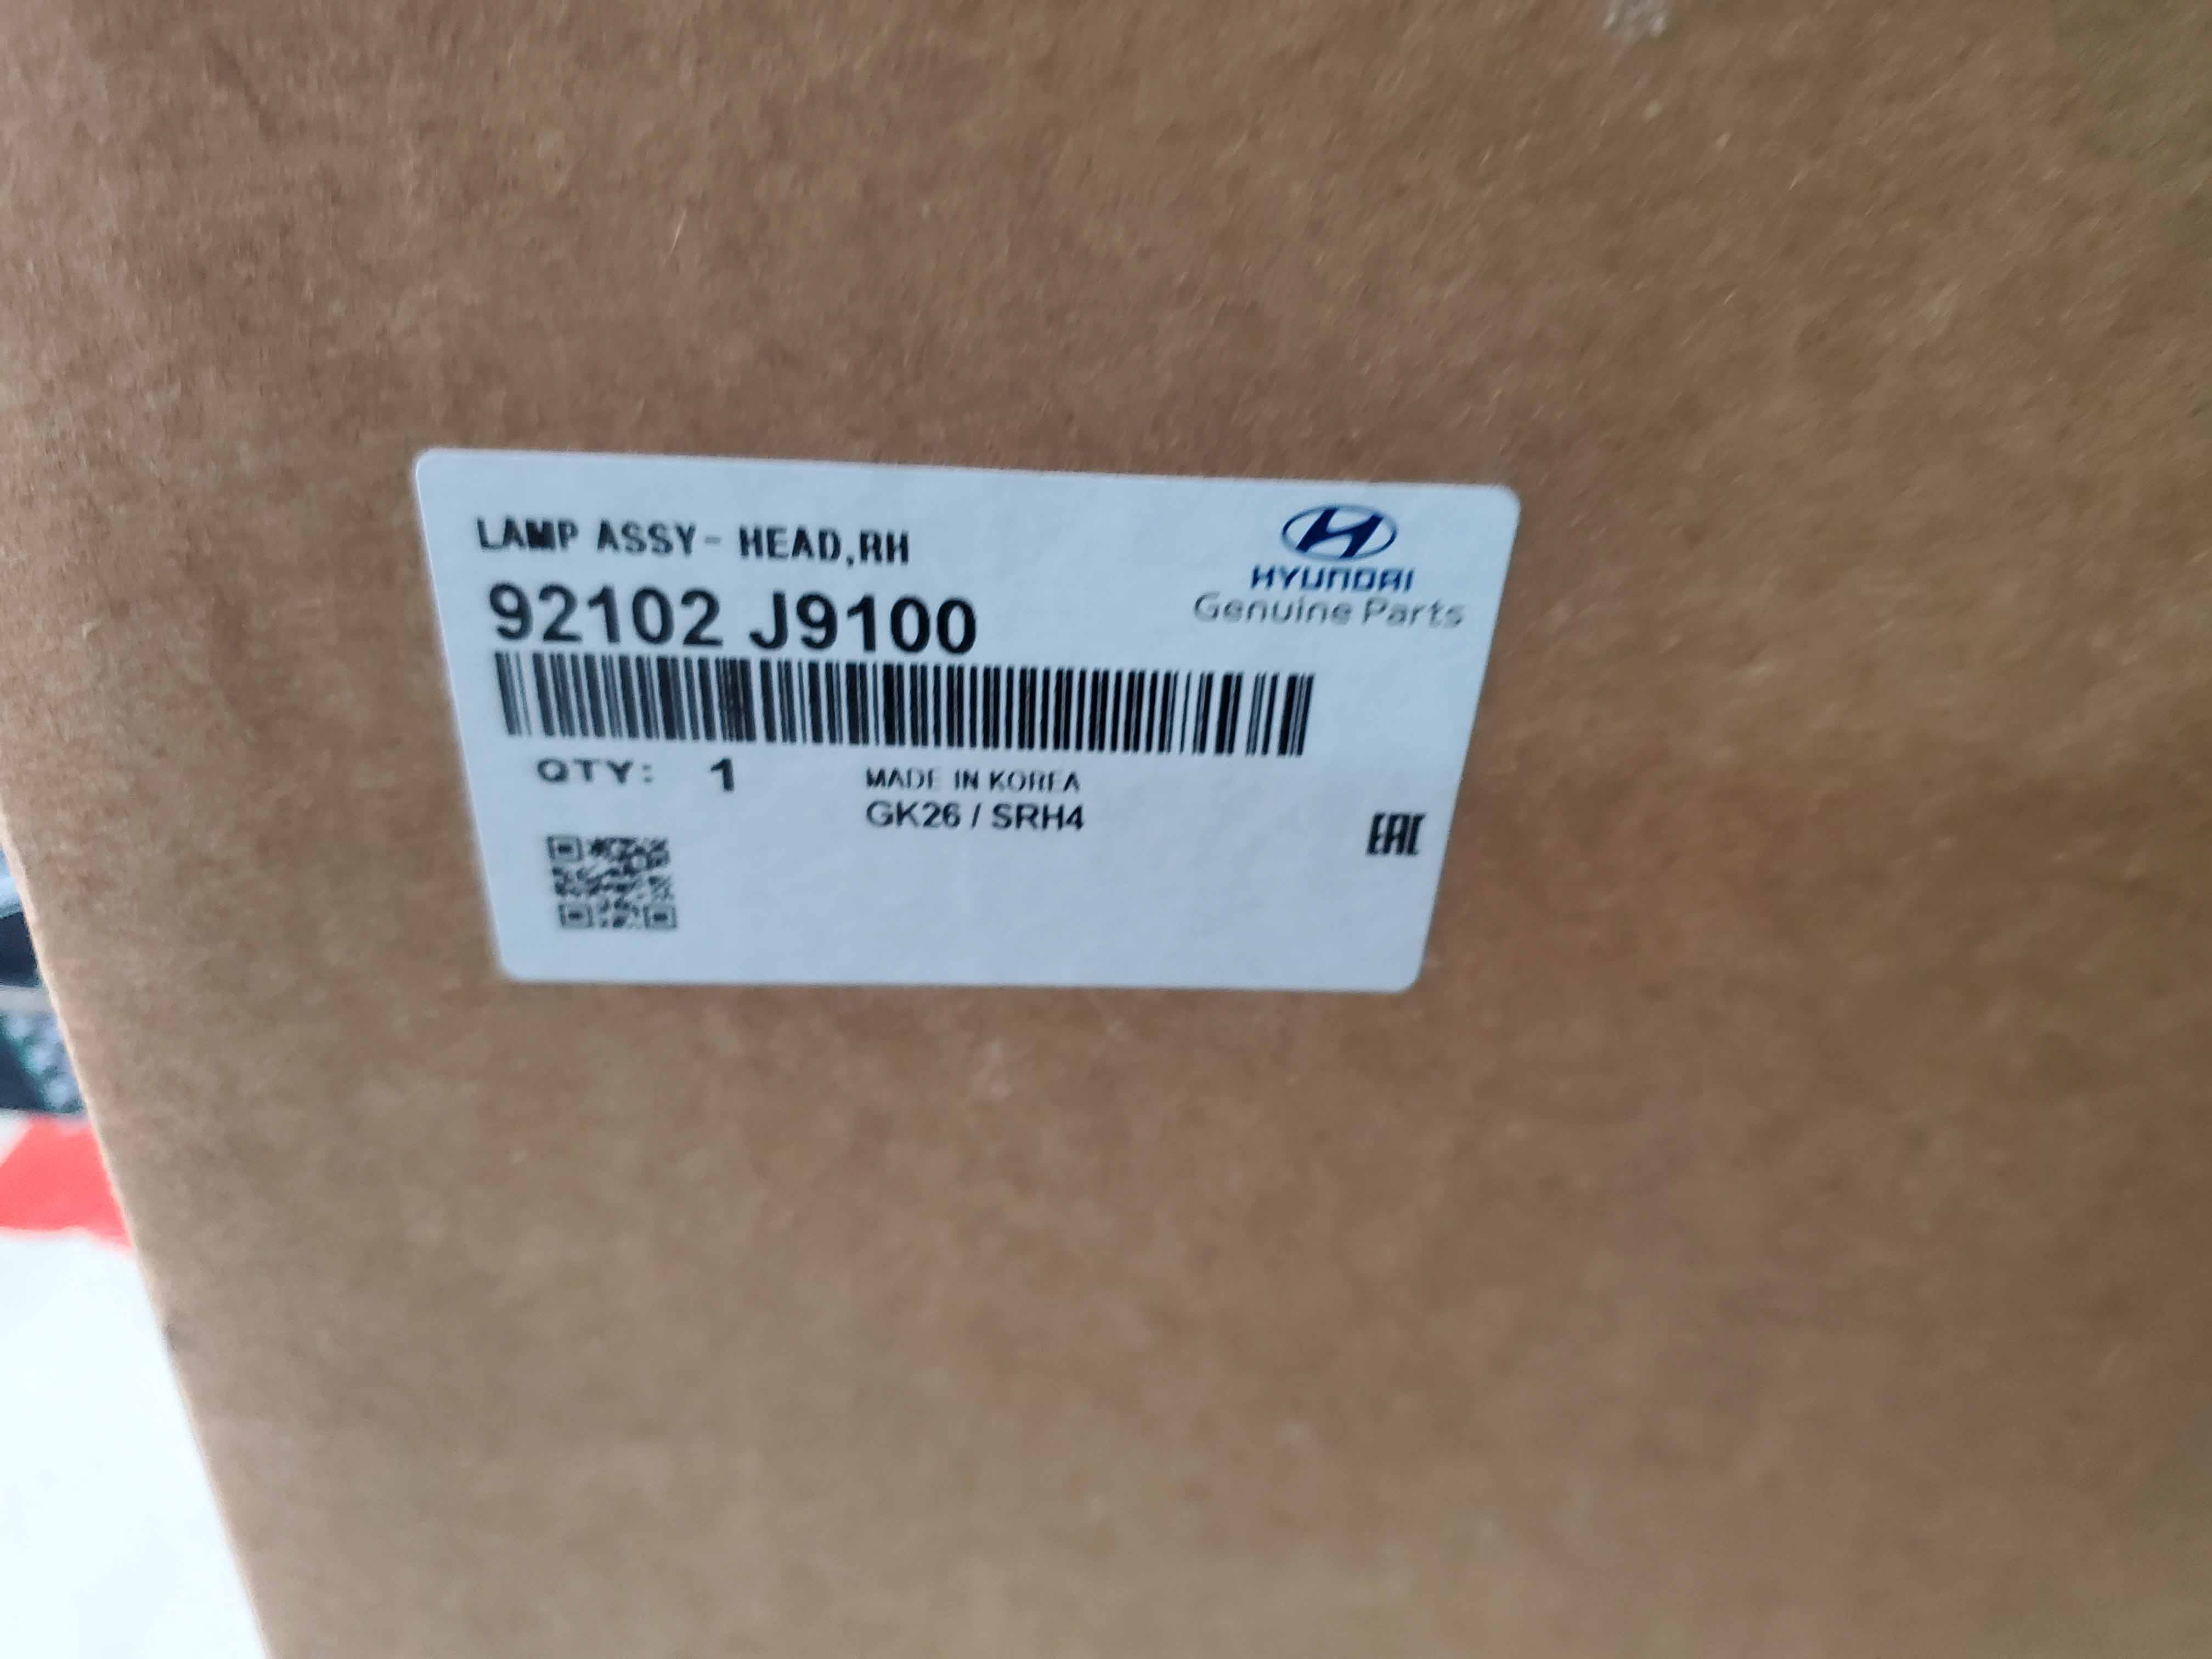 LAMP ASSY- HEAD,RH
92102 J9100
HYUNDAI
Genuine Parts
QTY: 1
MADE IN KOREA
GK26 / SRH4
EAC